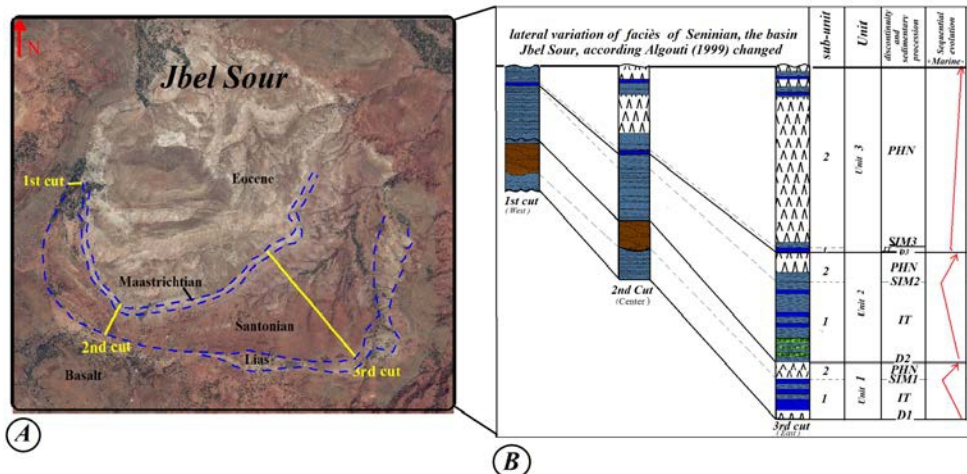 N
Jbel Sour
1st cut
Eocene
Maastrichtian
Santonian
2nd cut
3rd cut
Lias
Basalt
A
lateral variation of faciès of Seninian, the basin
Jbel Sour, according Algouti (1999) changed
sub-unit
Unit
discontinuity
and
sedimentary
procession
Sequential
evolution
-Marine-
1st cut
(West)
2nd Cut
(Center)
3rd cut
(East)
2
Unit 3
PHN
SIM3
1
D3
2
PHN
SIM2
Unit 2
1
IT
D2
2
PHN
SIM1
Unit 1
1
IT
D1
B